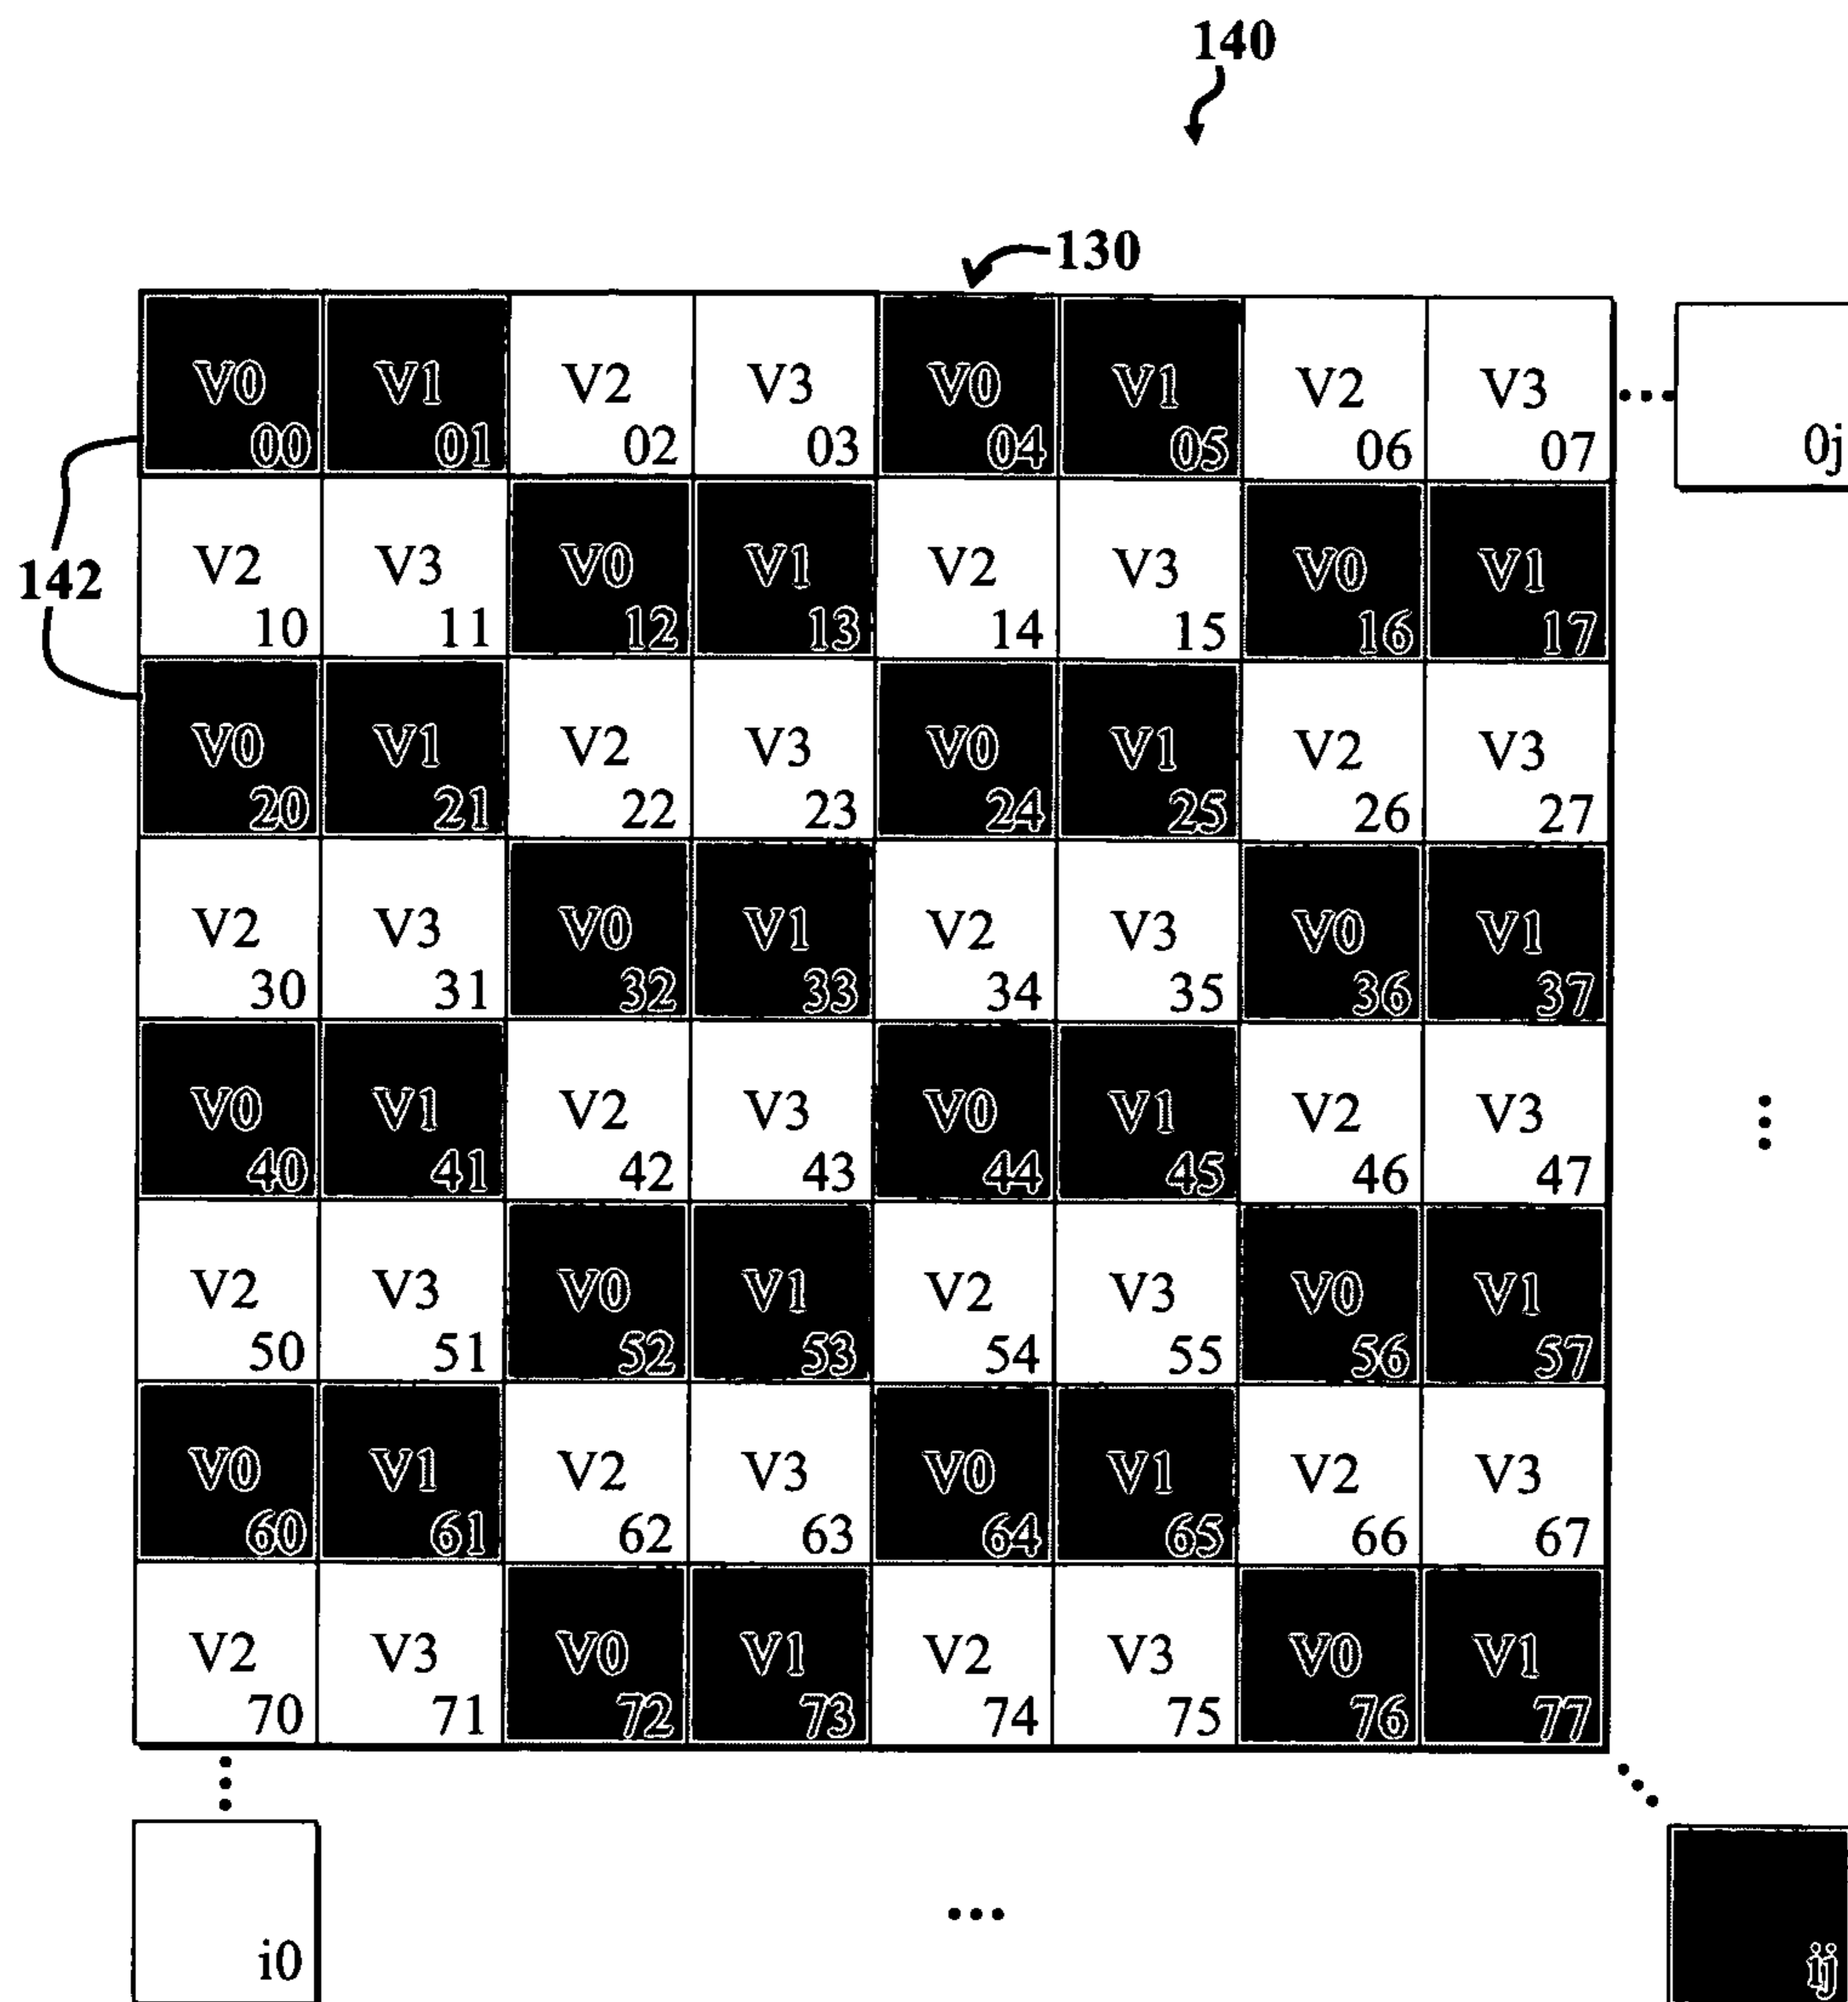 140
130
V0 V1 V2 V3 V0 V1 V2 V3
00 01 02 03 04 05 06 07 0j
V2 V3 V0 V1 V2 V3 V0 V1
142
10 11 12 13 14 15 16 17
V0 V1 V2 V3 V0 V1 V2 V3
20 21 22 23 24 25 26 27
V2 V3 V0 V1 V2 V3 V0 V1
30 31 32 33 34 35 36 37
V0 V1 V2 V3 V0 V1 V2 V3
40 41 42 43 44 45 46 47
V2 V3 V0 V1 V2 V3 V0 V1
50 51 52 53 54 55 56 57
V0 V1 V2 V3 V0 V1 V2 V3
60 61 62 63 64 65 66 67
V2 V3 V0 V1 V2 V3 V0 V1
70 71 72 73 74 75 76 77
i0 ij